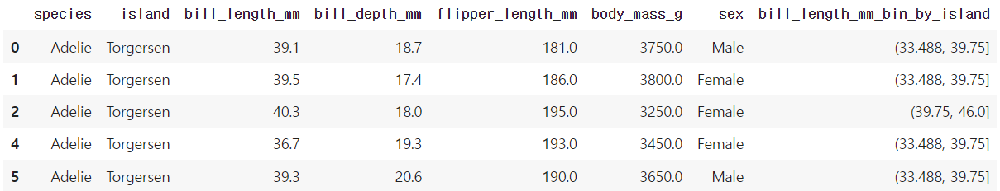 species island bill_length_mm bill_depth_mm flipper_length_mm body_mass_g sex bill_length_mm_bin_by_island
0 Adelie Torgersen 39.1 18.7 181.0 3750.0 Male (33.488, 39.75]
1 Adelie Torgersen 39.5 17.4 186.0 3800.0 Female (33.488, 39.75]
2 Adelie Torgersen 40.3 18.0 195.0 3250.0 Female (39.75, 46.0]
4 Adelie Torgersen 36.7 19.3 193.0 3450.0 Female (33.488, 39.75]
5 Adelie Torgersen 39.3 20.6 190.0 3650.0 Male (33.488, 39.75]